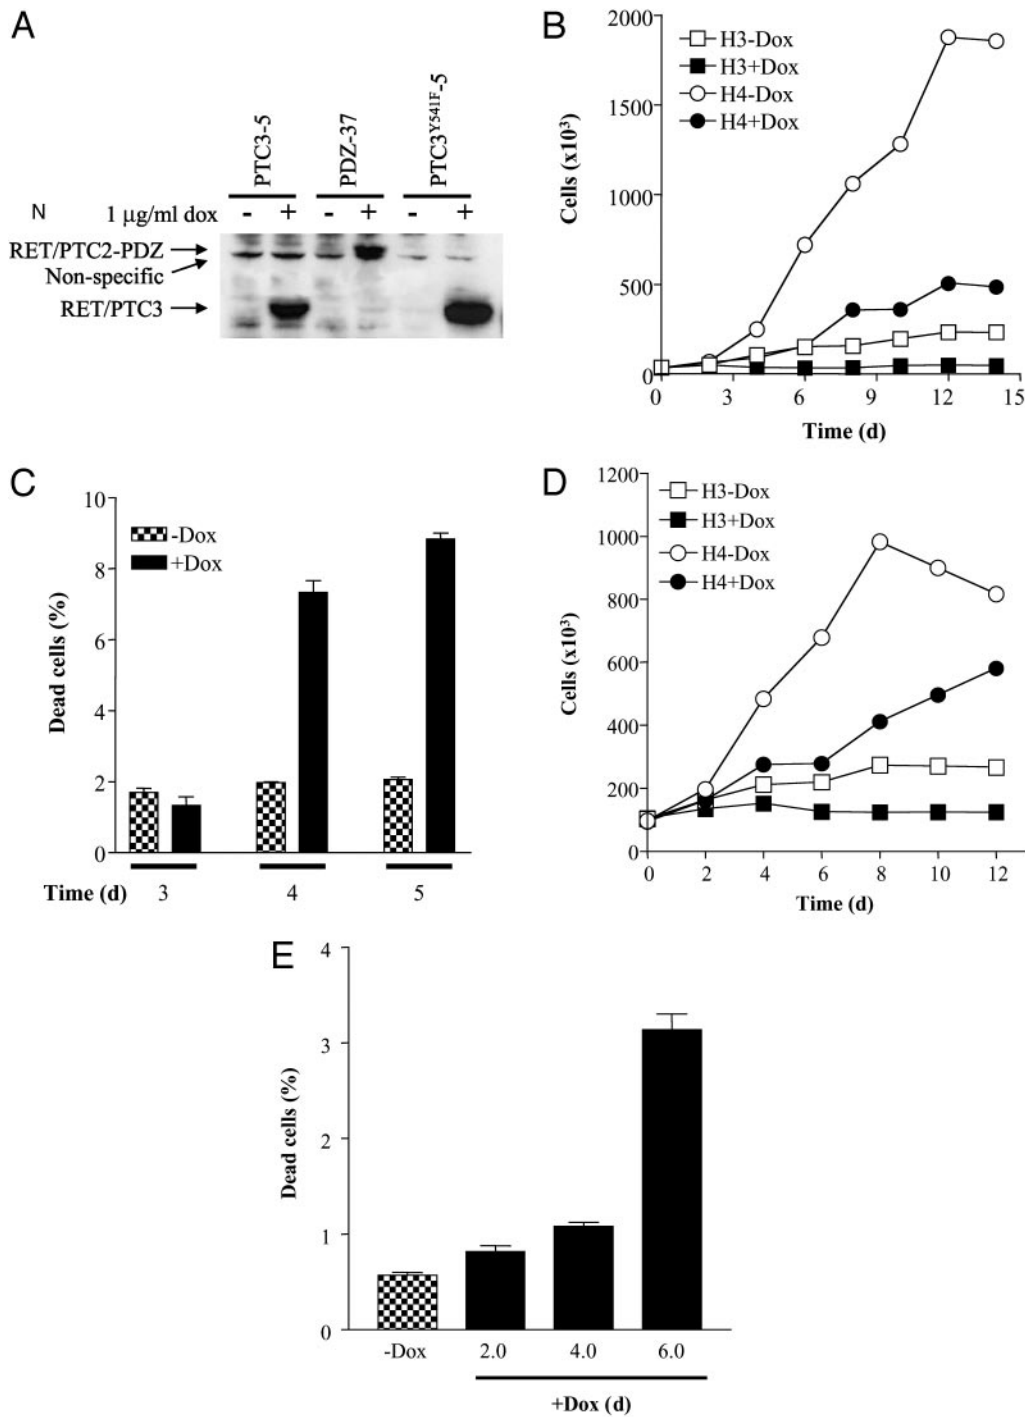 A
PTC3-5
PDZ-37
PTC3Y541F-5
N
1 μg/ml dox
- + - + - +
RET/PTC2-PDZ
Non-specific
RET/PTC3
B
2000
1500
1000
500
0
Cells (x10³)
H3-Dox
H3+Dox
H4-Dox
H4+Dox
0 3 6 9 12 15
Time (d)
C
10
8
6
4
2
0
Dead cells (%)
-Dox
+Dox
Time (d) 3 4 5
D
1200
1000
800
600
400
200
0
Cells (x10³)
H3-Dox
H3+Dox
H4-Dox
H4+Dox
0 2 4 6 8 10 12
Time (d)
E
4
3
2
1
0
Dead cells (%)
-Dox 2.0 4.0 6.0
+Dox (d)